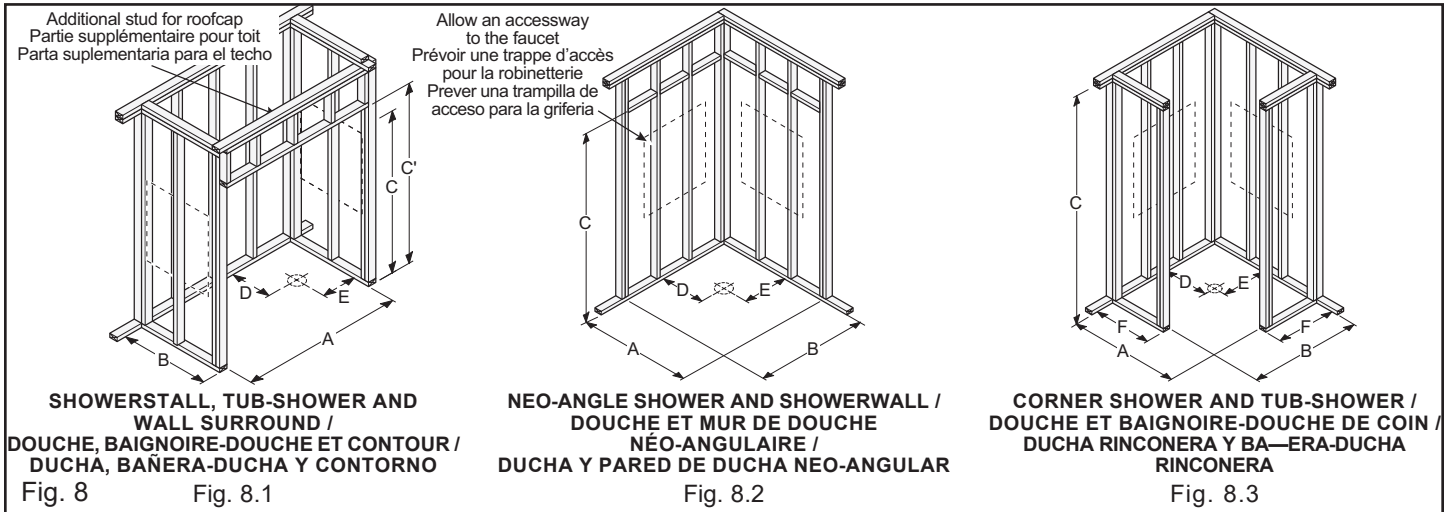 Additional stud for roofcap
Partie supplémentaire pour toit
Parta suplementaria para el techo
C'
C
D
E
A
B
SHOWERSTALL, TUB-SHOWER AND
WALL SURROUND /
DOUCHE, BAIGNOIRE-DOUCHE ET CONTOUR /
DUCHA, BAÑERA-DUCHA Y CONTORNO
Fig. 8
Fig. 8.1
Allow an accessway
to the faucet
Prévoir une trappe d'accès
pour la robinetterie
Prever una trampilla de
acceso para la griferia
C
D
E
A
B
NEO-ANGLE SHOWER AND SHOWERWALL /
DOUCHE ET MUR DE DOUCHE
NÉO-ANGULAIRE /
DUCHA Y PARED DE DUCHA NEO-ANGULAR
Fig. 8.2
C
D
E
F
F
A
B
CORNER SHOWER AND TUB-SHOWER /
DOUCHE ET BAIGNOIRE-DOUCHE DE COIN /
DUCHA RINCONERA Y BA—ERA-DUCHA
RINCONERA
Fig. 8.3